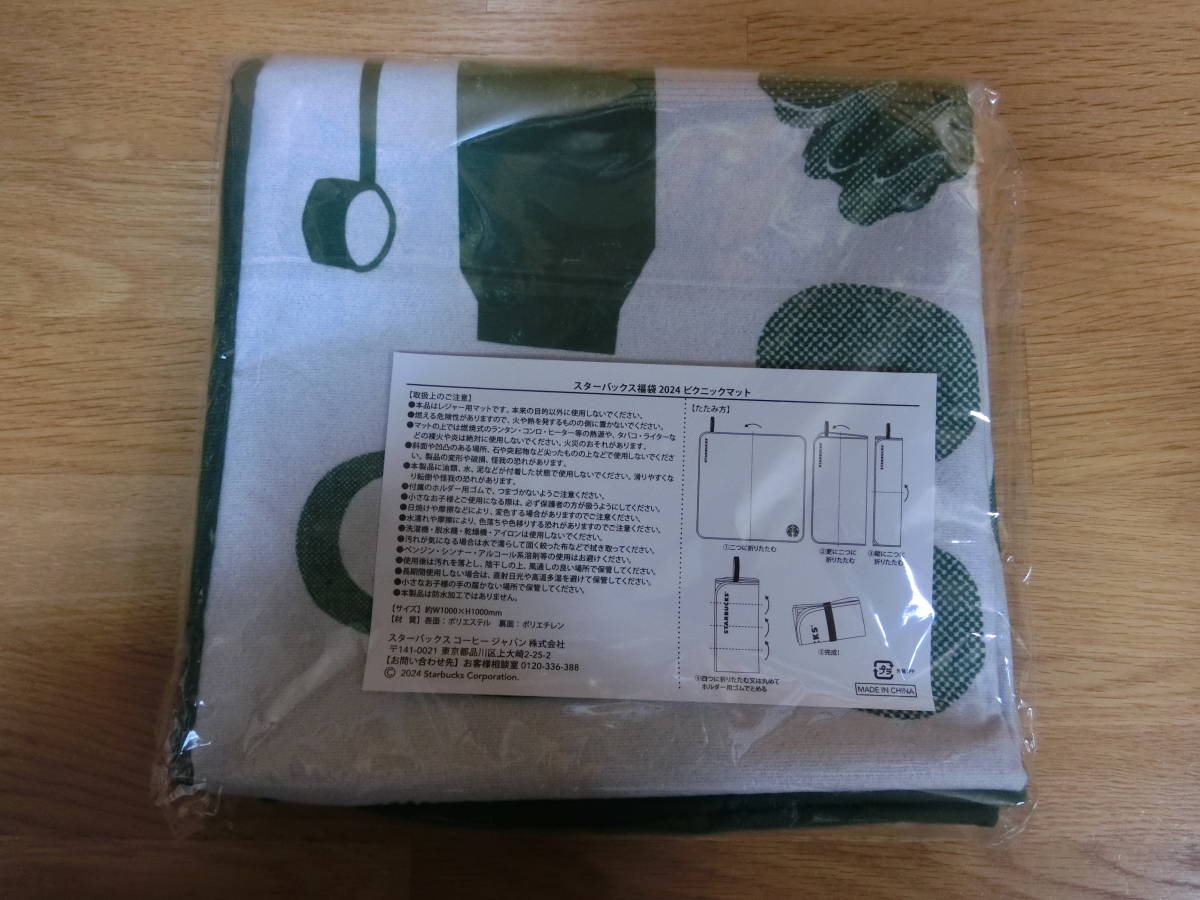 スターバックス福袋 2024 ピクニックマット
【取扱上のご注意】
●本品はレジャー用マットです。本来の目的以外に使用しないでください。
●燃える危険性がありますので、火や熱を発するものの側に置かないでください。
●マットの上では燃焼式のランタン・コンロ・ヒーター等の熱源や、タバコ・ライターな
どの裸火や炎は絶対に使用しないでください。火災のおそれがあります。
●斜面や凹凸のある場所、石や突起物など尖ったものの上などで使用しないでくださ
い。製品の変形や破損、怪我の恐れがあります。
●本製品に油類、水、泥などが付着した状態で使用しないでください。滑りやすくな
り転倒や怪我の恐れがあります。
●付属のホルダー用ゴムで、つまづかないようご注意ください。
●小さなお子様とご使用になる際は、必ず保護者の方が扱うようにしてください。
●日焼けや摩擦などにより、変色する場合がありますのでご注意ください。
●水濡れや摩擦により、色落ちや色移りする恐れがありますのでご注意ください。
●洗濯機・脱水機・乾燥機・アイロンは使用しないでください。
●汚れが気になる場合は水で濡らして固く絞った布などで拭き取ってください。
●ベンジン・シンナー・アルコール系溶剤等の使用はお避けください。
●使用後は汚れを落とし、陰干しの上、風通しの良い場所で保管してください。
●長期間使用しない場合は、直射日光や高温多湿を避けて保管してください。
●小さなお子様の手の届かない場所で保管してください。
●本製品は防水加工ではありません。
【サイズ】 約W1000×H1000mm
【材 質】 表面：ポリエステル 裏面：ポリエチレン
スターバックス コーヒー ジャパン 株式会社
〒141-0021 東京都品川区上大崎2-25-2
【お問い合わせ先】お客様相談室 0120-336-388
© 2024 Starbucks Corporation.
【たたみ方】
STARBUCKS
STARBUCKS
STARBUCKS
①二つに折りたたむ
②更に二つに
折りたたむ
③縦に二つに
折りたたむ
STARBUCKS
④四つに折りたたむ又は丸めて
ホルダー用ゴムでとめる
KS
⑤完成!
プラ
MADE IN CHINA